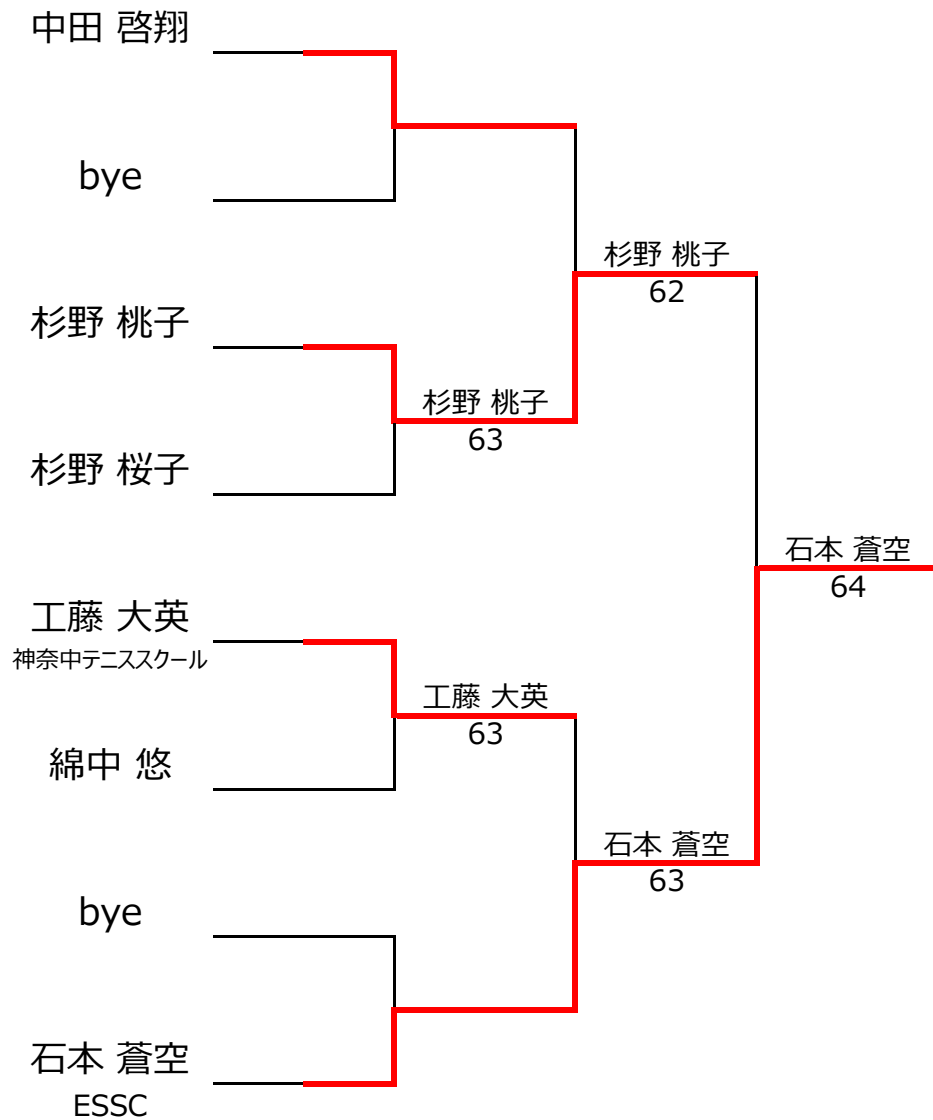 中田 啓翔
bye
杉野 桃子
62
杉野 桃子
杉野 桃子
63
杉野 桜子
石本 蒼空
64
工藤 大英
神奈中テニススクール
工藤 大英
63
綿中 悠
石本 蒼空
63
bye
石本 蒼空
ESSC